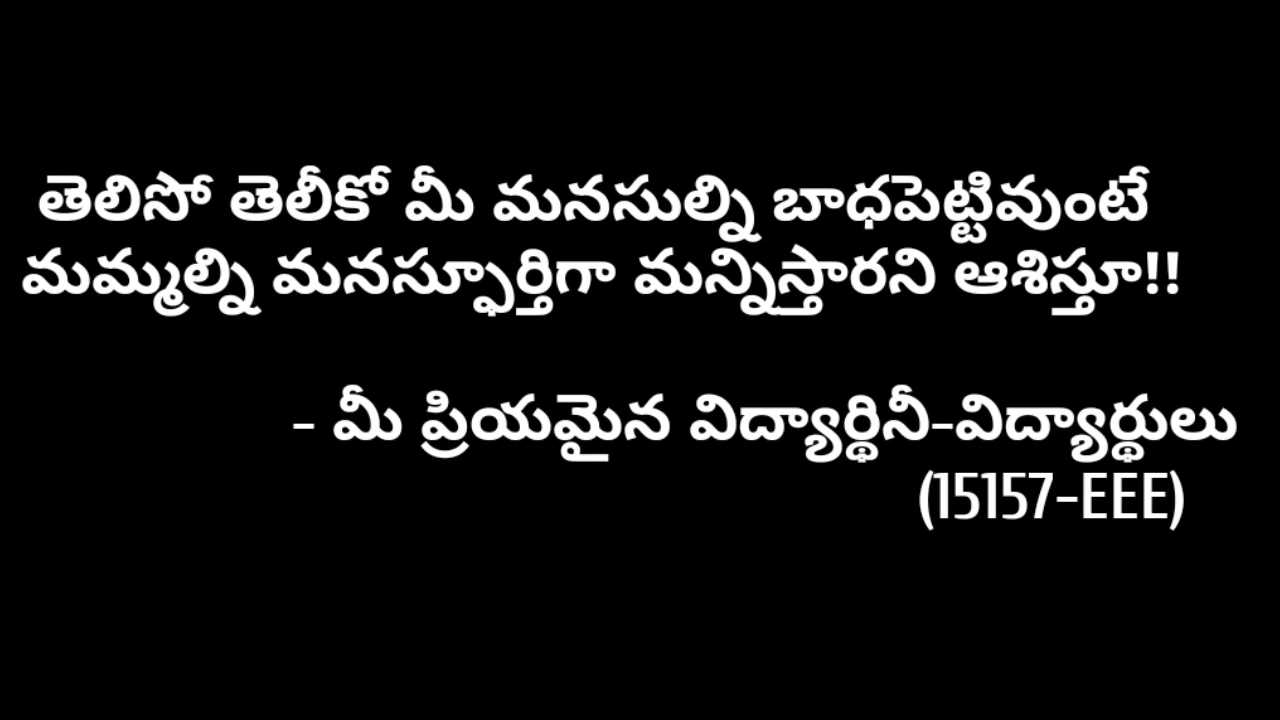 తెలిసో తెలీకో మీ మనసుల్ని బాధపెట్టివుంటే
మమ్మల్ని మనస్ఫూర్తిగా మన్నిస్తారని ఆశిస్తూ!!
- మీ ప్రియమైన విద్యార్థినీ-విద్యార్థులు
(15157-EEE)